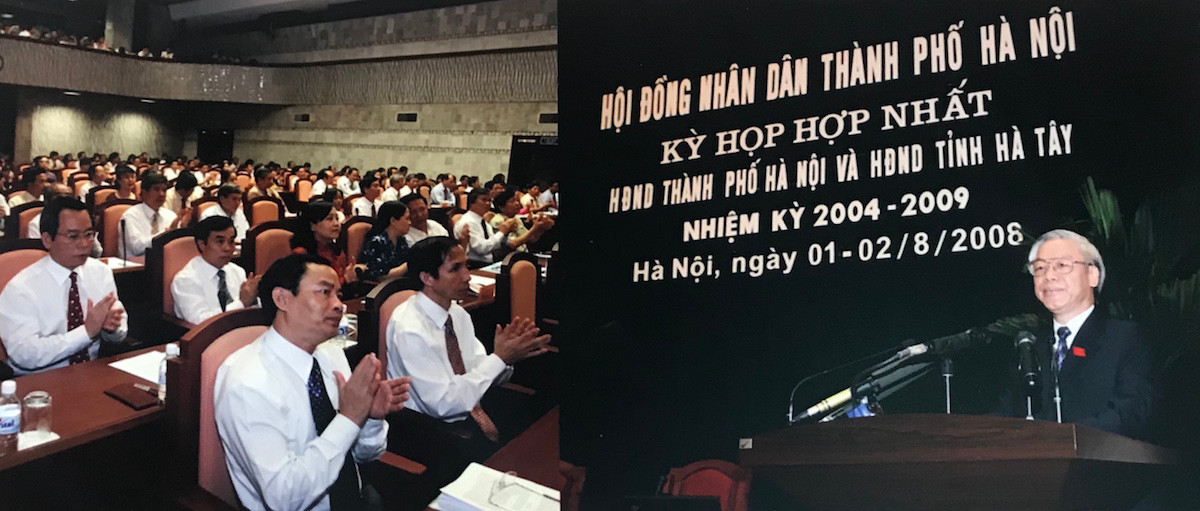 HỘI ĐỒNG NHÂN DÂN THÀNH PHỐ HÀ NỘI
KỲ HỌP HỢP NHẤT
HĐND THÀNH PHỐ HÀ NỘI VÀ HĐND TỈNH HÀ TÂY
NHIỆM KỲ 2004 - 2009
Hà Nội, ngày 01-02/8/2008